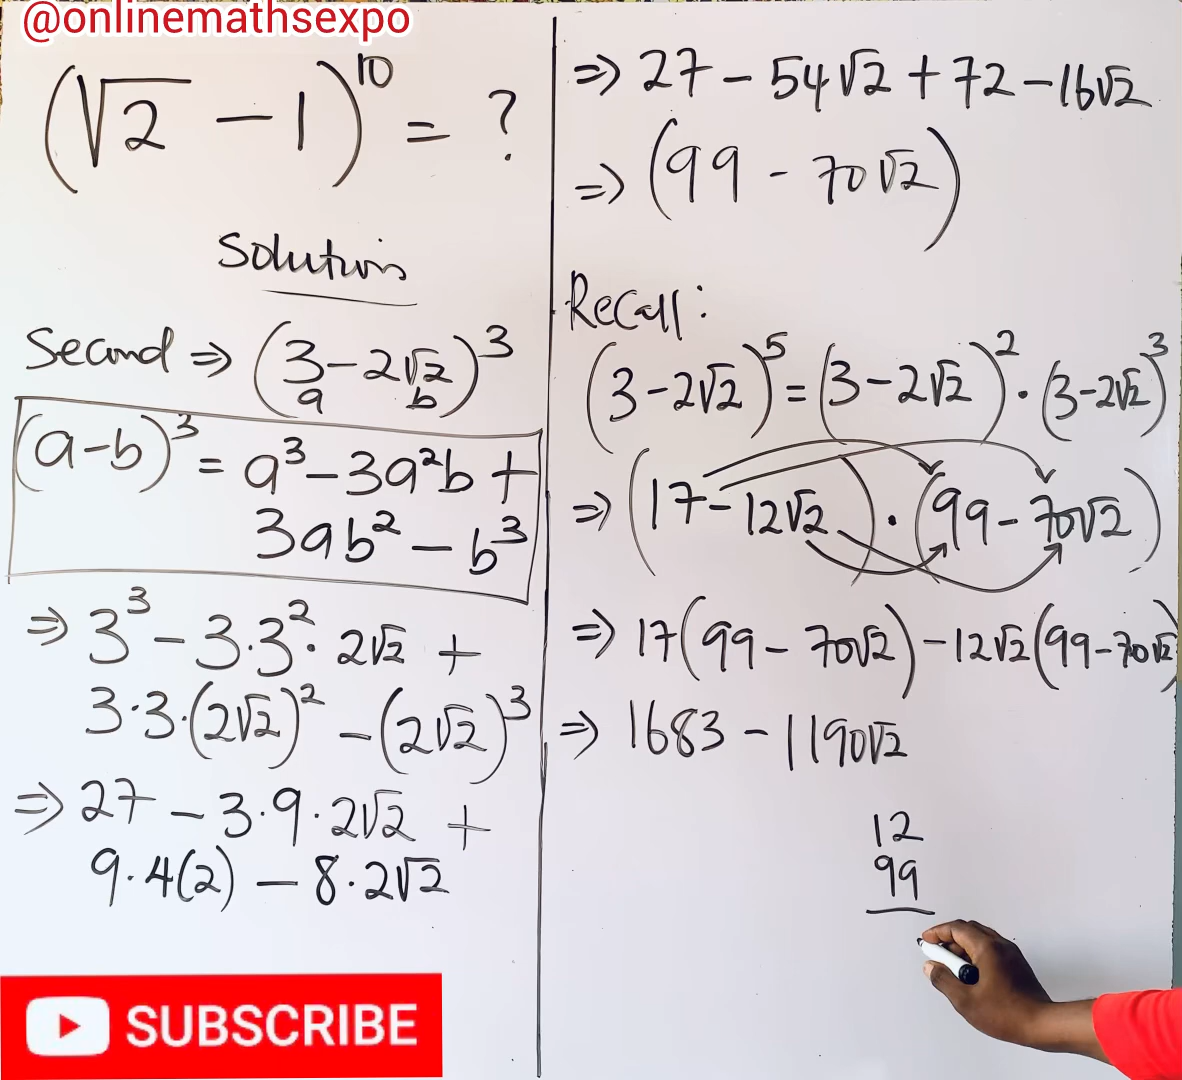 @onlinemathsexpo
(√2 - 1)^10 = ?
Solutions
Second ⇒ (3 - 2√2)^3
a b
(a-b)^3 = a^3 - 3a^2b +
3ab^2 - b^3
⇒ 3^3 - 3·3^2·2√2 +
3·3·(2√2)^2 - (2√2)^3
⇒ 27 - 3·9·2√2 +
9·4(2) - 8·2√2
SUBSCRIBE
⇒ 27 - 54√2 + 72 - 16√2
⇒ (99 - 70√2)
Recall:
(3 - 2√2)^5 = (3 - 2√2)^2 · (3 - 2√2)^3
⇒ (17 - 12√2) · (99 - 70√2)
⇒ 17(99 - 70√2) - 12√2(99 - 70√2)
⇒ 1683 - 1190√2
12
99